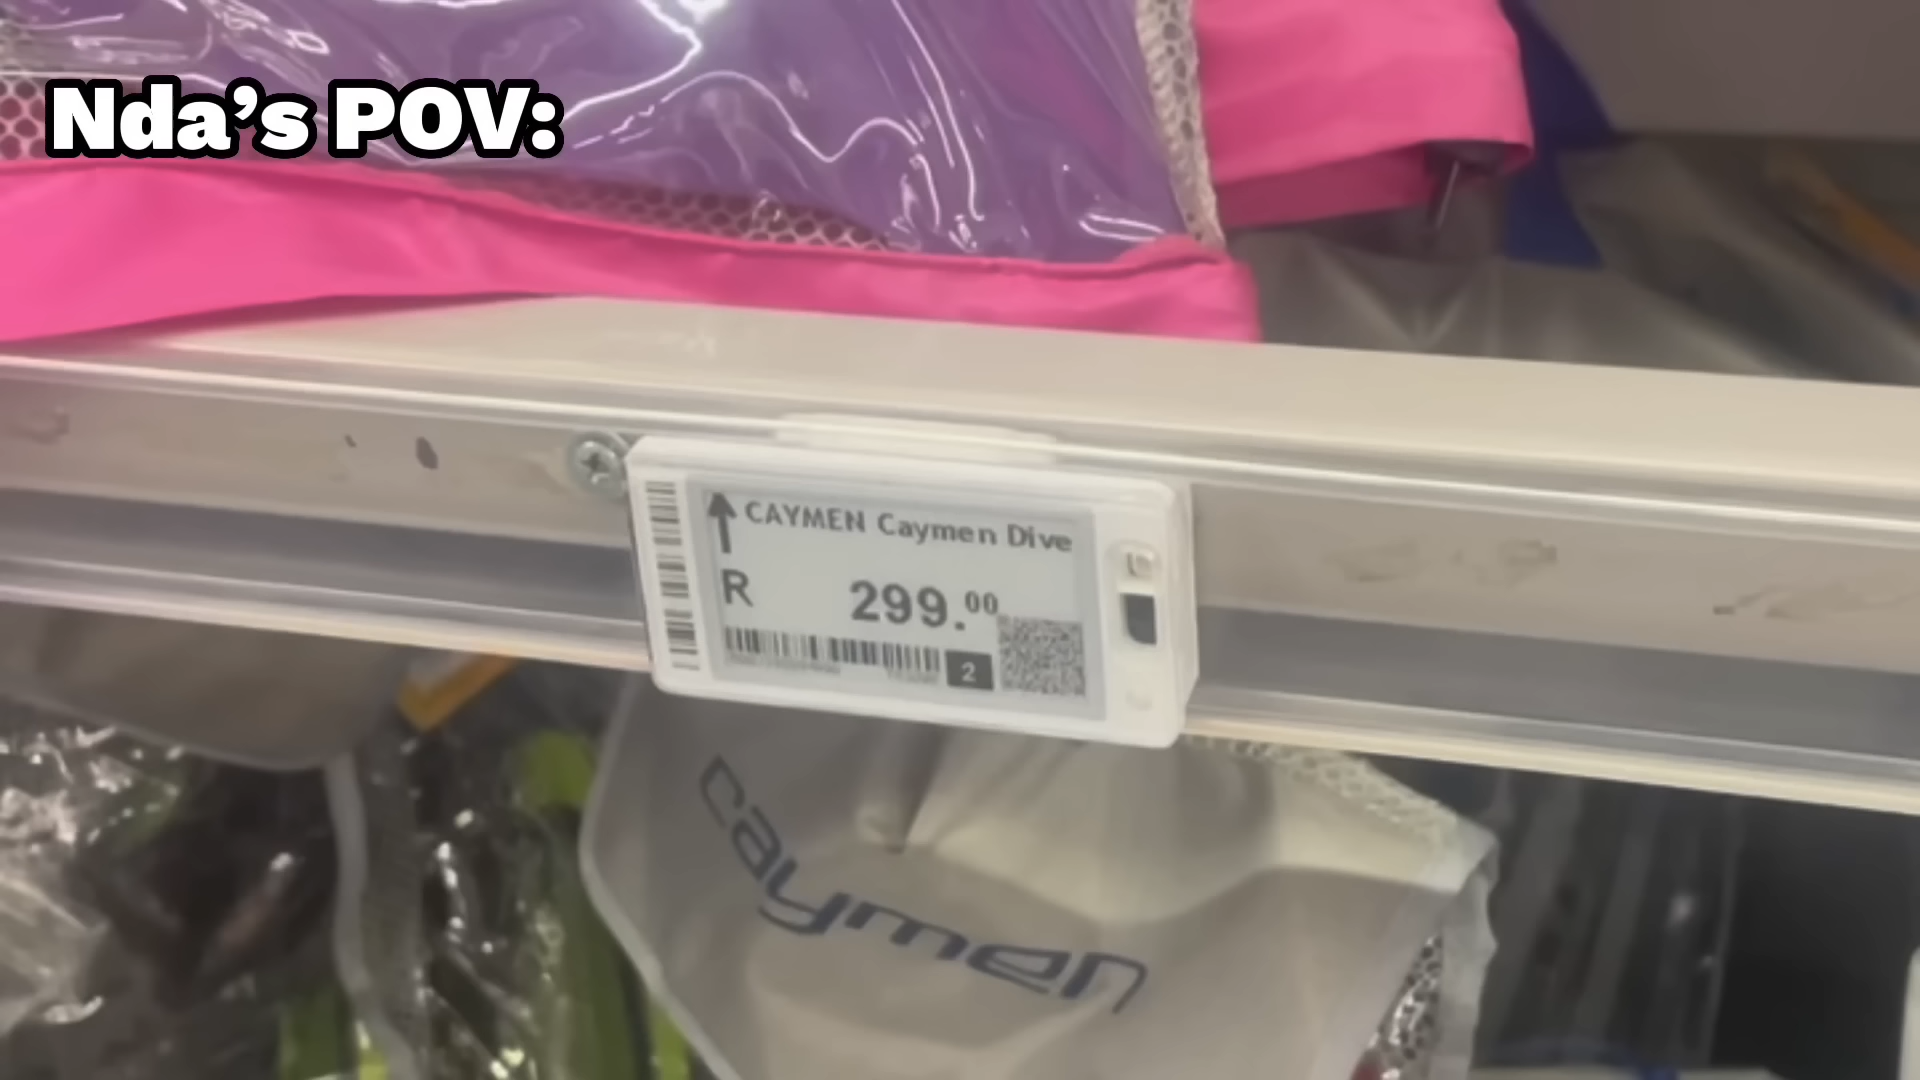 Nda's POV:
CAYMEN Caymen Dive
R 299.00
2
caymen